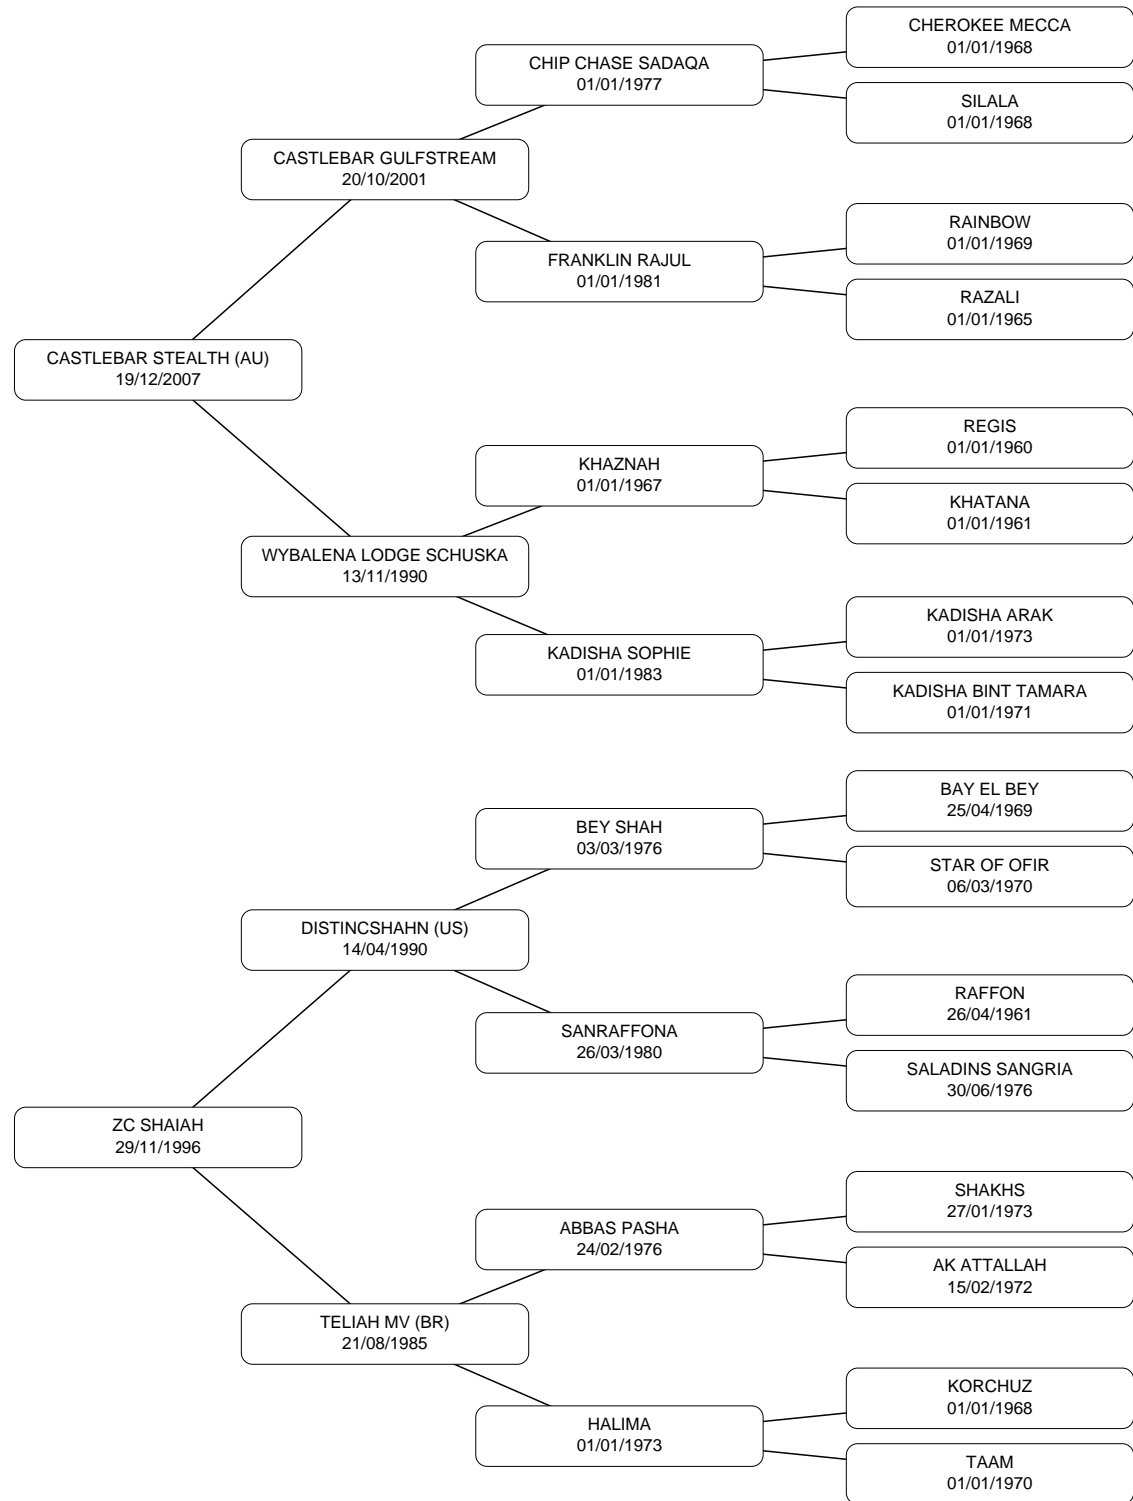 CHEROKEE MECCA
01/01/1968
CHIP CHASE SADAQA
01/01/1977
SILALA
01/01/1968
CASTLEBAR GULFSTREAM
20/10/2001
RAINBOW
01/01/1969
FRANKLIN RAJUL
01/01/1981
RAZALI
01/01/1965
CASTLEBAR STEALTH (AU)
19/12/2007
REGIS
01/01/1960
KHAZNAH
01/01/1967
KHATANA
01/01/1961
WYBALENA LODGE SCHUSKA
13/11/1990
KADISHA ARAK
01/01/1973
KADISHA SOPHIE
01/01/1983
KADISHA BINT TAMARA
01/01/1971
BAY EL BEY
25/04/1969
BEY SHAH
03/03/1976
STAR OF OFIR
06/03/1970
DISTINCSHAHN (US)
14/04/1990
RAFFON
26/04/1961
SANRAFFONA
26/03/1980
SALADINS SANGRIA
30/06/1976
ZC SHAIAH
29/11/1996
SHAKHS
27/01/1973
ABBAS PASHA
24/02/1976
AK ATTALLAH
15/02/1972
TELIAH MV (BR)
21/08/1985
KORCHUZ
01/01/1968
HALIMA
01/01/1973
TAAM
01/01/1970